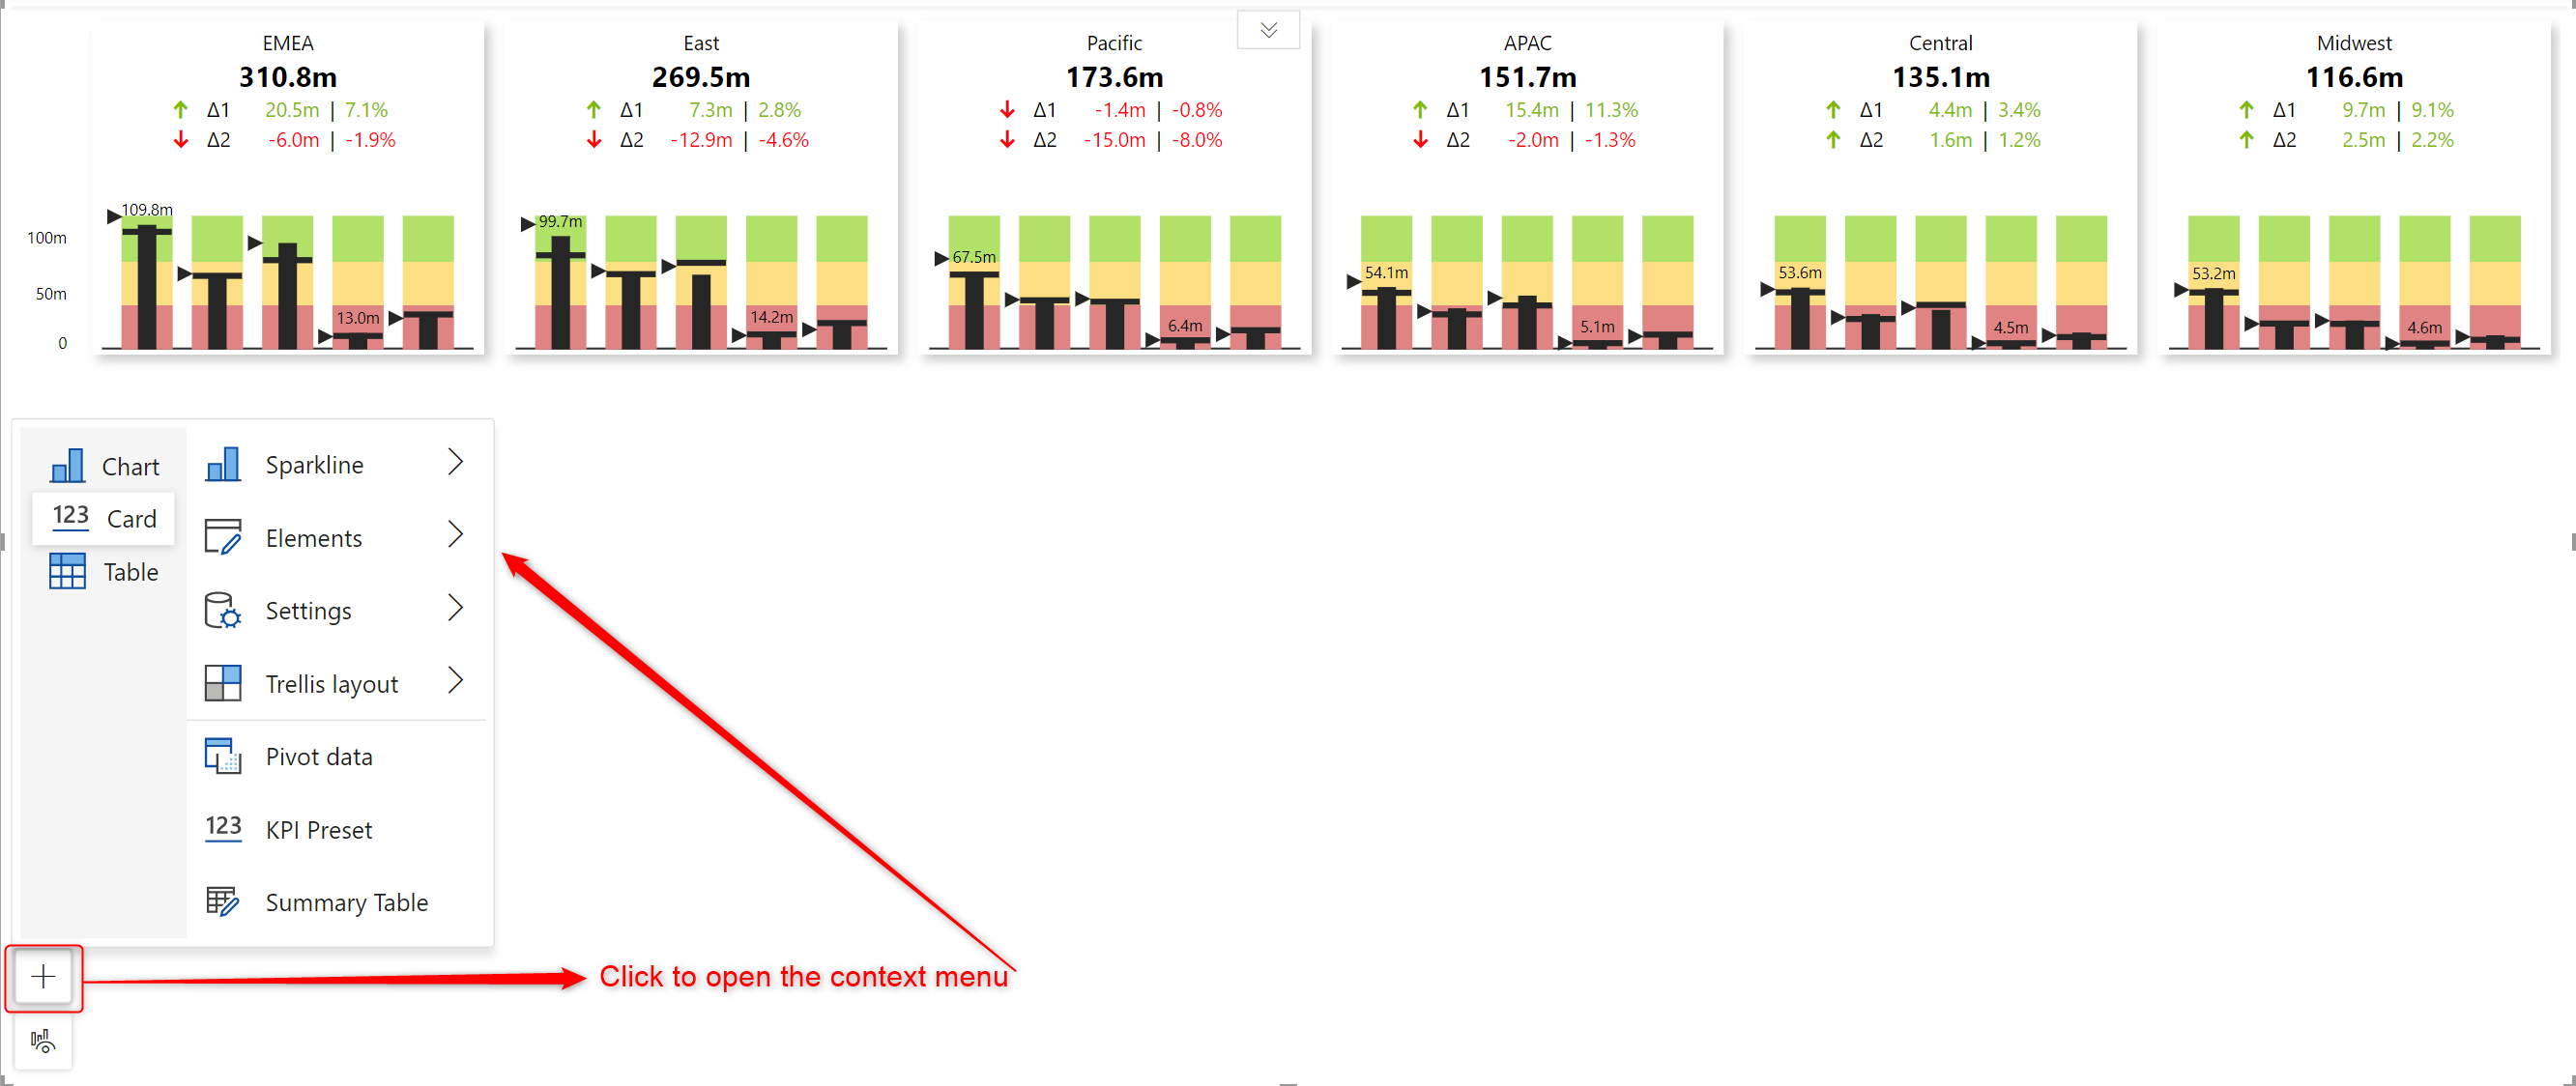 EMEA
310.8m
Δ1 20.5m | 7.1%
Δ2 -6.0m | -1.9%
East
269.5m
Δ1 7.3m | 2.8%
Δ2 -12.9m | -4.6%
Pacific
173.6m
Δ1 -1.4m | -0.8%
Δ2 -15.0m | -8.0%
APAC
151.7m
Δ1 15.4m | 11.3%
Δ2 -2.0m | -1.3%
Central
135.1m
Δ1 4.4m | 3.4%
Δ2 1.6m | 1.2%
Midwest
116.6m
Δ1 9.7m | 9.1%
Δ2 2.5m | 2.2%
100m
50m
0
109.8m
13.0m
99.7m
14.2m
67.5m
6.4m
54.1m
5.1m
53.6m
4.5m
53.2m
4.6m
Chart
123 Card
Table
Sparkline
Elements
Settings
Trellis layout
Pivot data
123 KPI Preset
Summary Table
Click to open the context menu